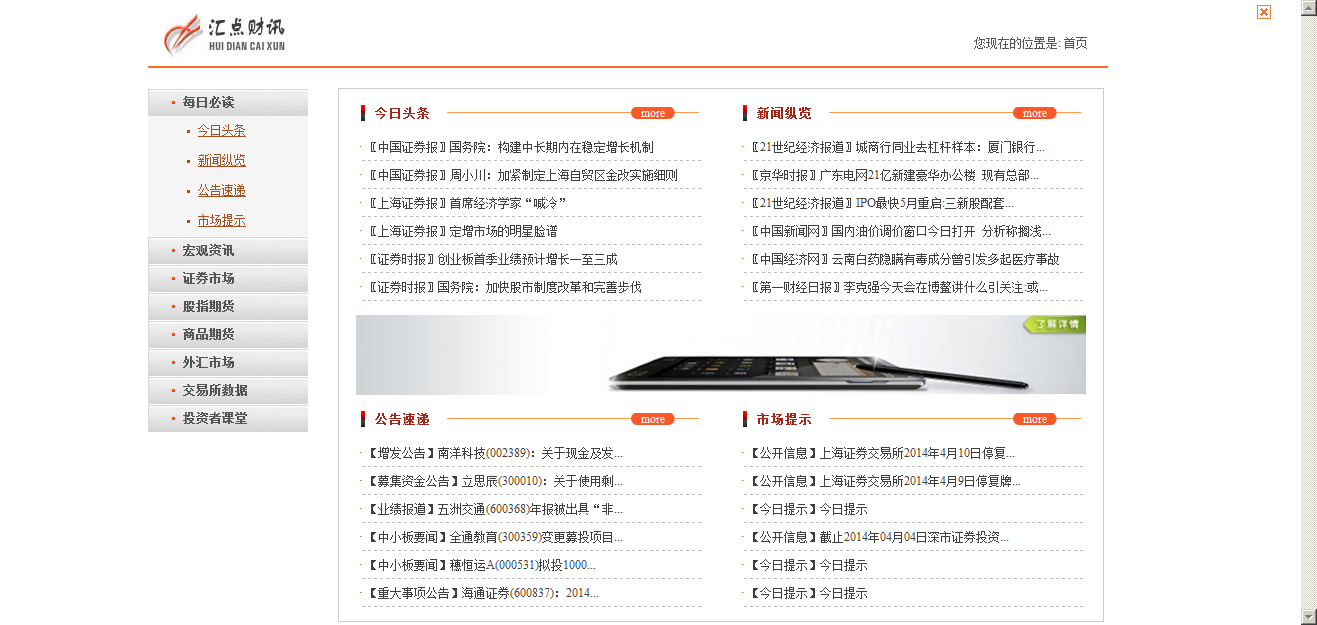 汇点财讯
HUI DIAN CAI XUN
您现在的位置是: 首页
每日必读
今日头条
新闻纵览
公告速递
市场提示
宏观资讯
证券市场
股指期货
商品期货
外汇市场
交易所数据
投资者课堂
今日头条
more
〖中国证券报〗国务院：构建中长期内在稳定增长机制
〖中国证券报〗周小川：加紧制定上海自贸区金改实施细则
〖上海证券报〗首席经济学家“喊冷”
〖上海证券报〗定增市场的明星脸谱
〖证券时报〗创业板首季业绩预计增长一至三成
〖证券时报〗国务院：加快股市制度改革和完善步伐
新闻纵览
more
〖21世纪经济报道〗城商行同业去杠杆样本：厦门银行...
〖京华时报〗广东电网21亿新建豪华办公楼 现有总部...
〖21世纪经济报道〗IPO最快5月重启:三新股配套...
〖中国新闻网〗国内油价调价窗口今日打开 分析称搁浅...
〖中国经济网〗云南白药隐瞒有毒成分曾引发多起医疗事故
〖第一财经日报〗李克强今天会在博鳌讲什么引关注:或...
了解详情
公告速递
more
【增发公告】南洋科技(002389)：关于现金及发...
【募集资金公告】立思辰(300010)：关于使用剩...
【业绩报道】五洲交通(600368)年报被出具“非...
【中小板要闻】全通教育(300359)变更募投项目...
【中小板要闻】穗恒运A(000531)拟投1000...
【重大事项公告】海通证券(600837)：2014...
市场提示
more
【公开信息】上海证券交易所2014年4月10日停复...
【公开信息】上海证券交易所2014年4月9日停复牌...
【今日提示】今日提示
【公开信息】截止2014年04月04日深市证券投资...
【今日提示】今日提示
【今日提示】今日提示